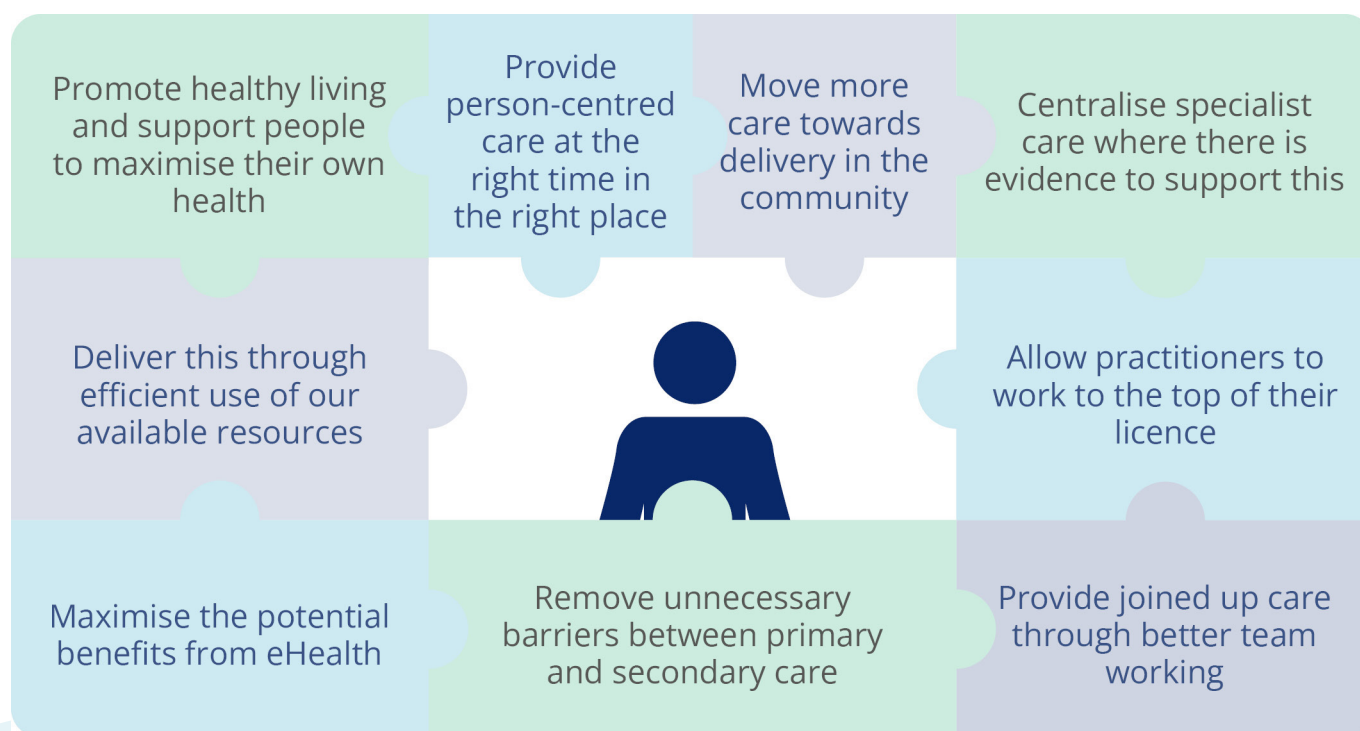 Promote healthy living
and support people
to maximise their own
health
Provide
person-centred
care at the
right time in
the right place
Move more
care towards
delivery in the
community
Centralise specialist
care where there is
evidence to support this
Deliver this through
efficient use of our
available resources
Allow practitioners to
work to the top of their
licence
Maximise the potential
benefits from eHealth
Remove unnecessary
barriers between primary
and secondary care
Provide joined up care
through better team
working